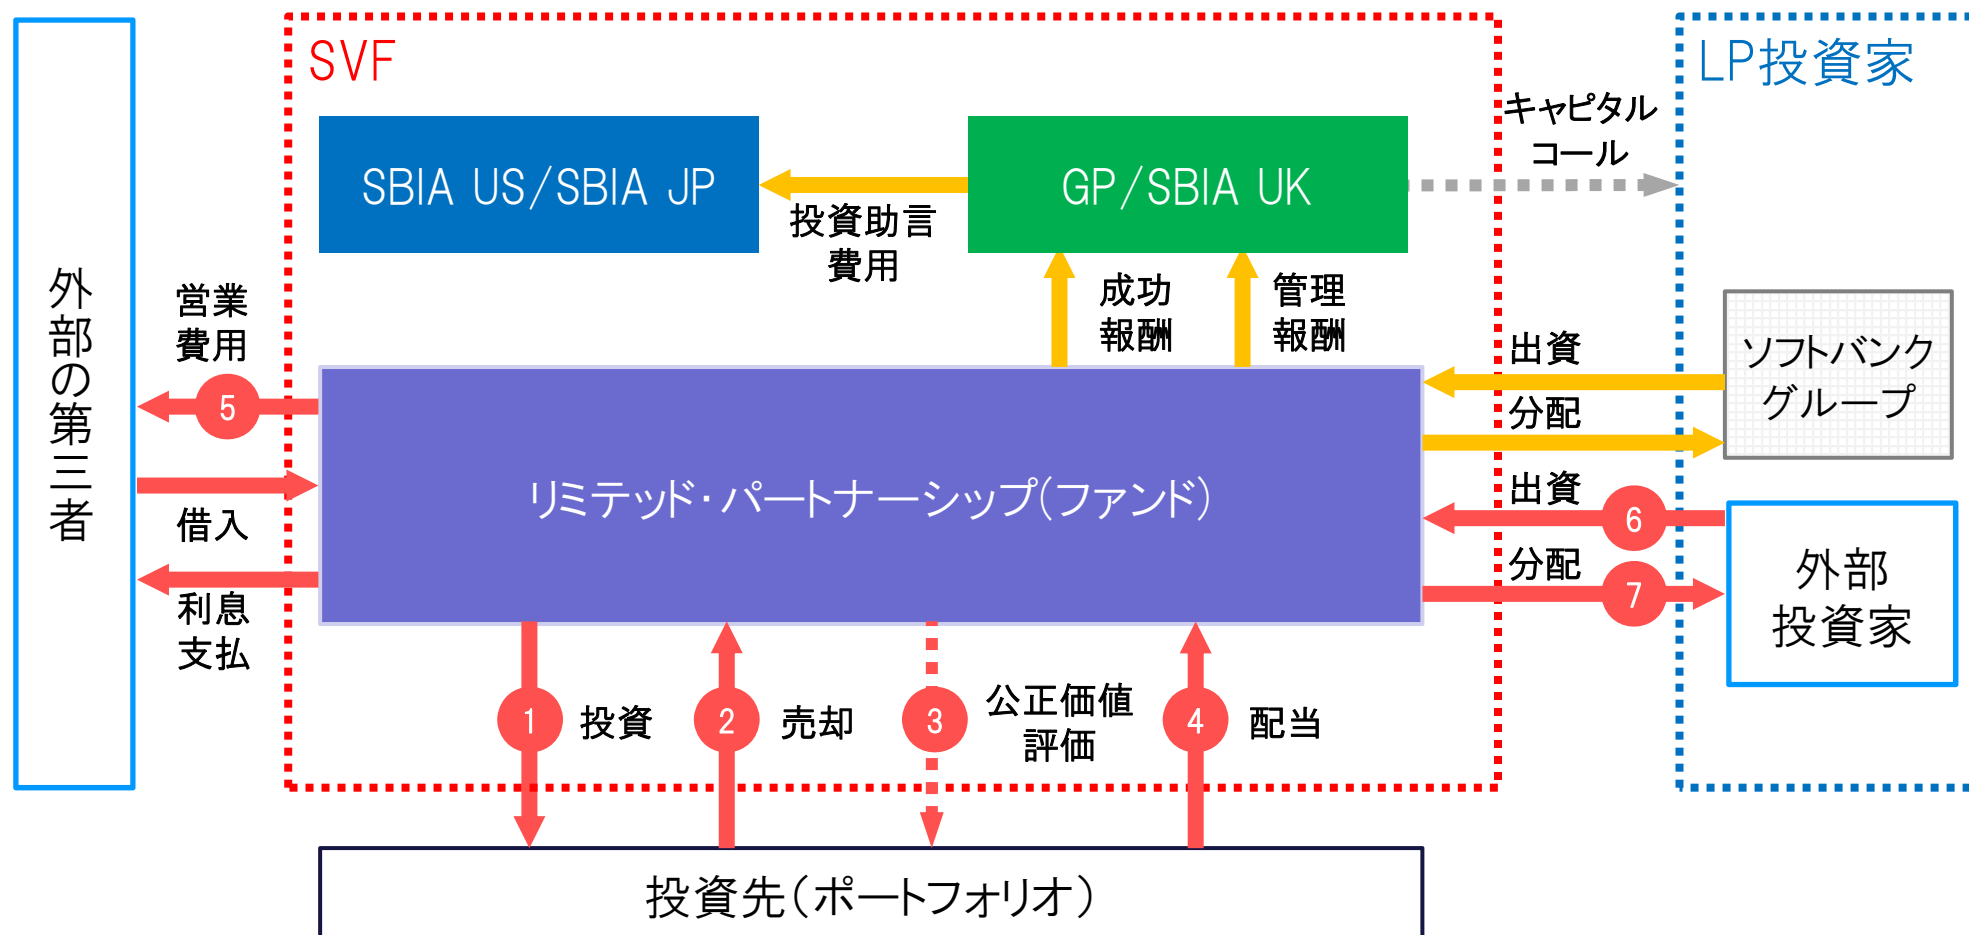 SVF
LP投資家
キャピタル
コール
SBIA US/SBIA JP
GP/SBIA UK
投資助言
費用
外部の第三者
営業
費用
成功
報酬
管理
報酬
出資
ソフトバンク
グループ
分配
5
リミテッド・パートナーシップ(ファンド)
出資
6
借入
分配
外部
投資家
7
利息
支払
1
投資
2
売却
3
公正価値
評価
4
配当
投資先(ポートフォリオ)